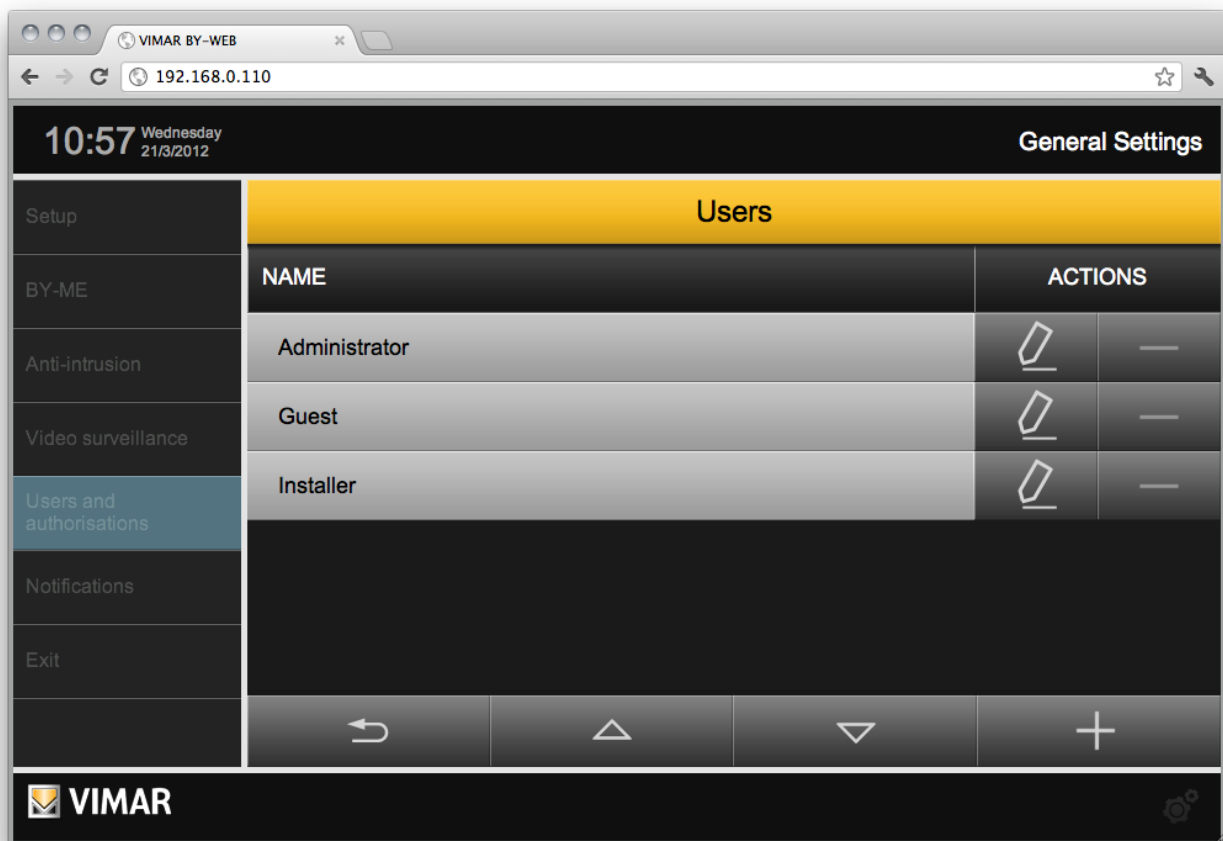 VIMAR BY-WEB
192.168.0.110
10:57 Wednesday
21/3/2012
General Settings
Setup
BY-ME
Anti-intrusion
Video surveillance
Users and
authorisations
Notifications
Exit
Users
NAME ACTIONS
Administrator
Guest
Installer
VIMAR